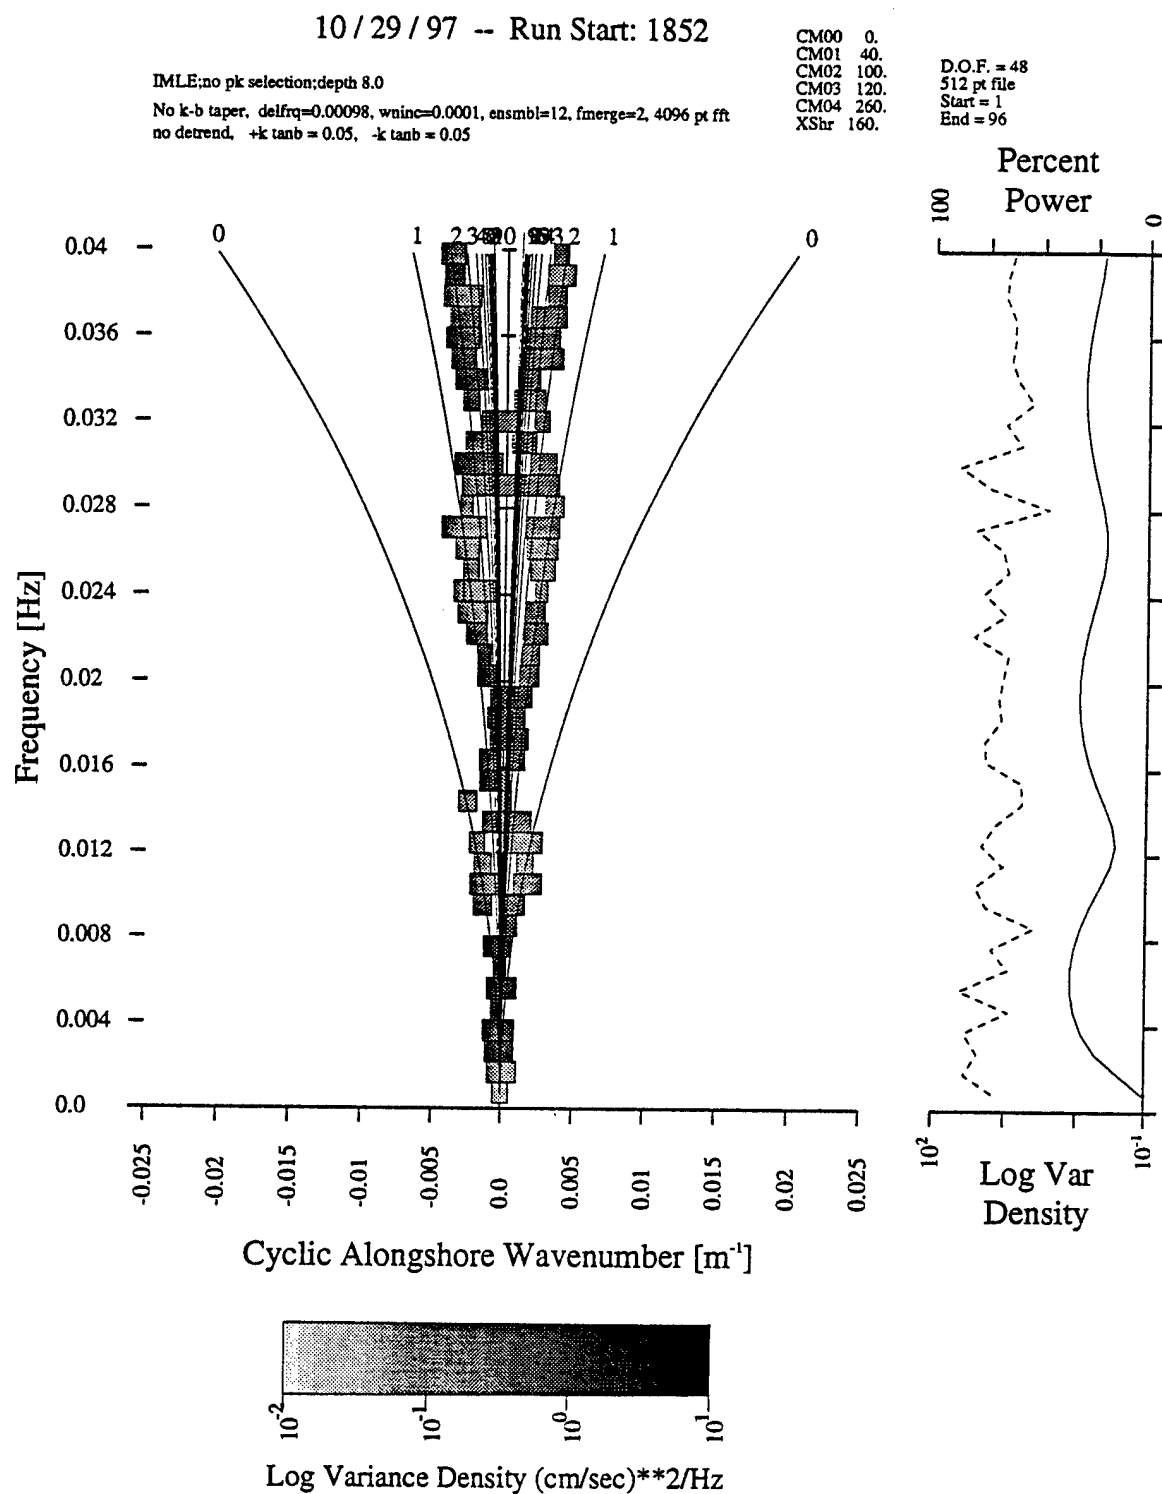 10 / 29 / 97 -- Run Start: 1852
IMLE;no pk selection;depth 8.0
No k-b taper, delfrq=0.00098, wninc=0.0001, ensmbl=12, fmerge=2, 4096 pt fft
no detrend, +k tanb = 0.05, -k tanb = 0.05
CM00 0.
CM01 40.
CM02 100.
CM03 120.
CM04 260.
XShr 160.
D.O.F. = 48
512 pt file
Start = 1
End = 96
Percent
Power
100 0
0 1 2 3 4 0 3 2 1 0
0.04
0.036
0.032
0.028
0.024
0.02
0.016
0.012
0.008
0.004
0.0
Frequency [Hz]
-0.025 -0.02 -0.015 -0.01 -0.005 0.0 0.005 0.01 0.015 0.02 0.025
Cyclic Alongshore Wavenumber [m⁻¹]
10² 10⁻¹
Log Var
Density
10⁻² 10⁻¹ 10⁰ 10¹
Log Variance Density (cm/sec)**2/Hz